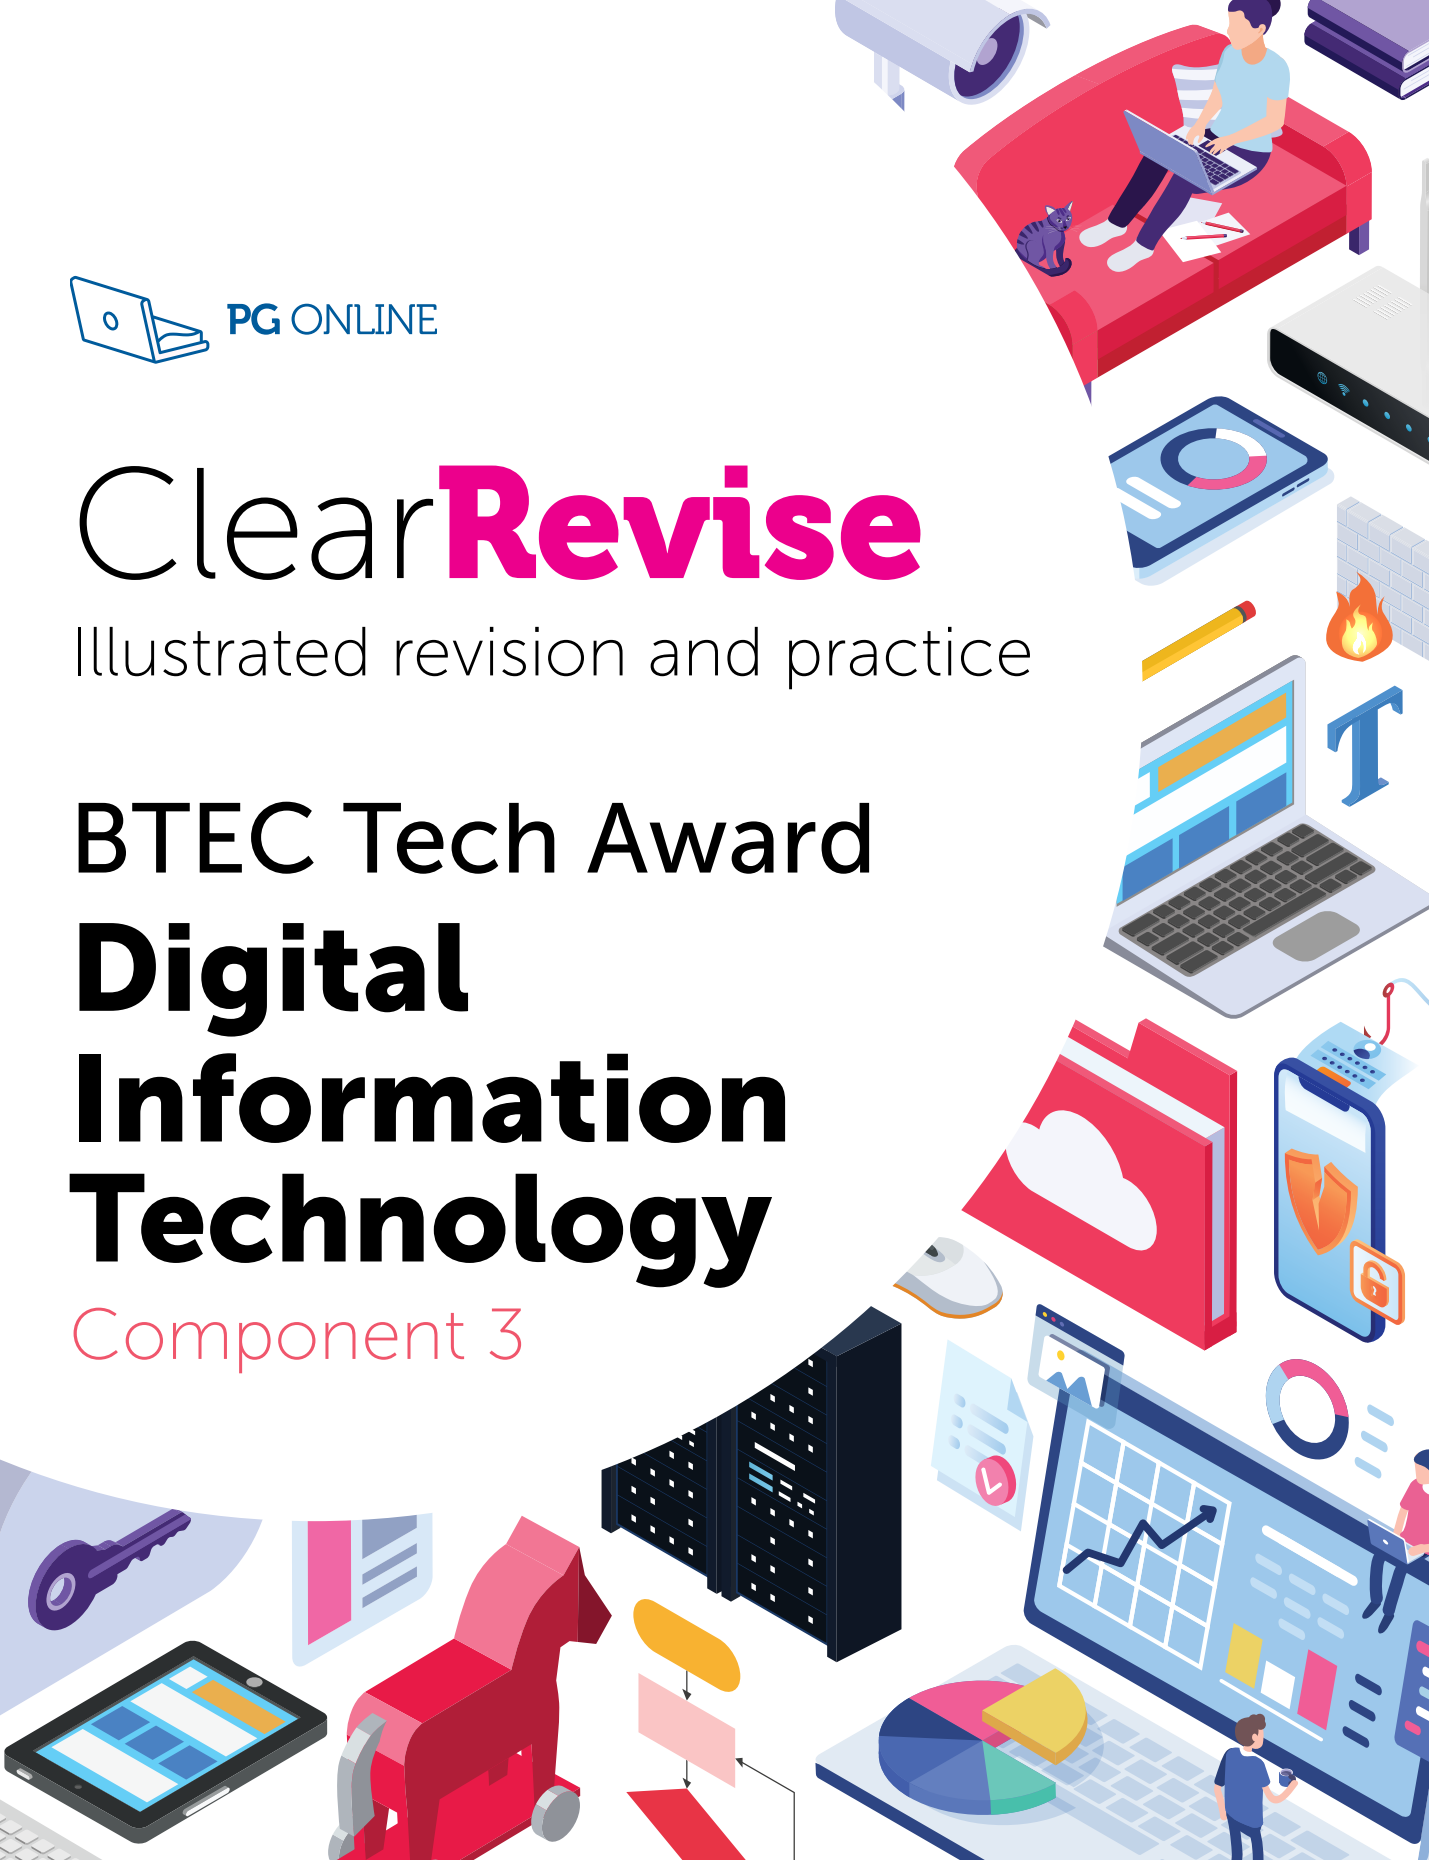 PG ONLINE
ClearRevise
Illustrated revision and practice
BTEC Tech Award
Digital
Information
Technology
Component 3
T